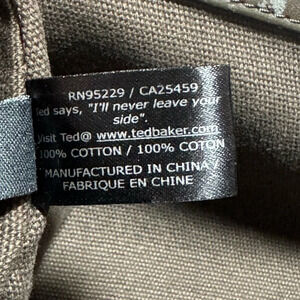 RN95229 / CA25459
Ted says, "I'll never leave your
side".
Visit Ted@ www.tedbaker.com
100% COTTON / 100% COTON
MANUFACTURED IN CHINA /
FABRIQUE EN CHINE